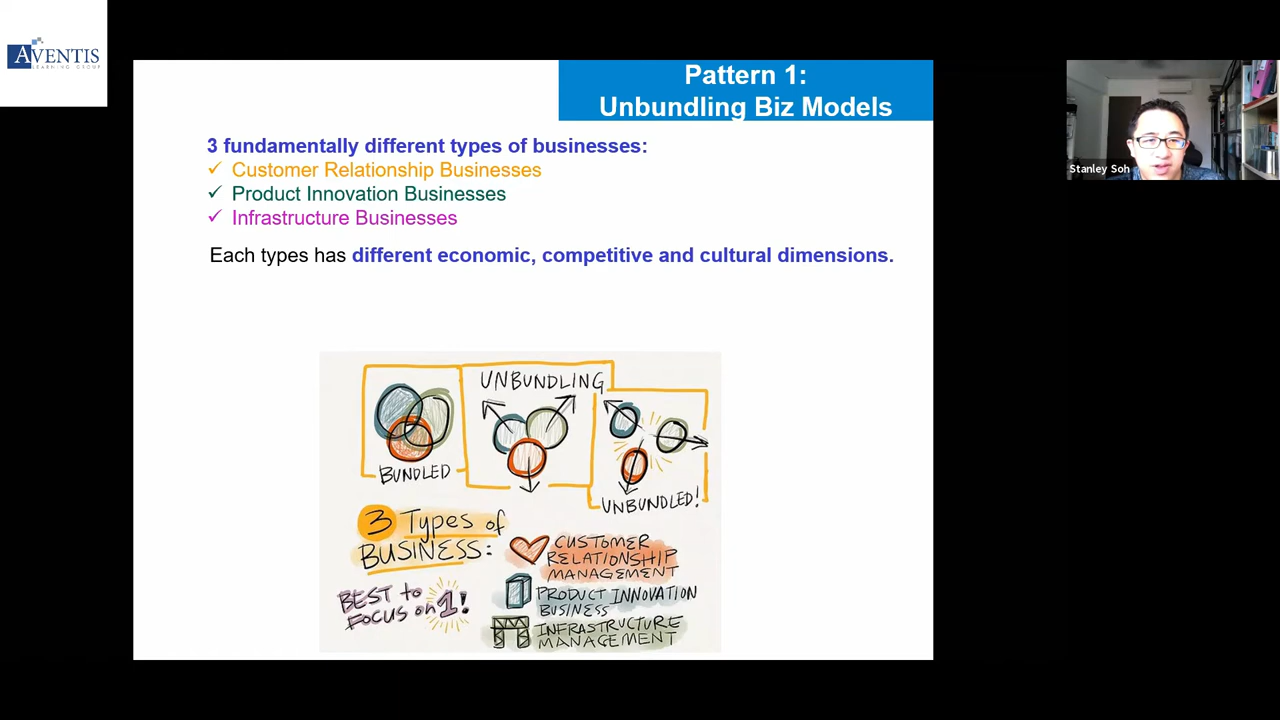 AVENTIS
LEARNING GROUP
Pattern 1:
Unbundling Biz Models
3 fundamentally different types of businesses:
✓ Customer Relationship Businesses
✓ Product Innovation Businesses
✓ Infrastructure Businesses
Each types has different economic, competitive and cultural dimensions.
Stanley Soh
UNBUNDLING
BUNDLED
UNBUNDLED!
3 Types of
BUSINESS:
BEST to
FOCUS on 1!
CUSTOMER
RELATIONSHIP
MANAGEMENT
PRODUCT INNOVATION
BUSINESS
INFRASTRUCTURE
MANAGEMENT